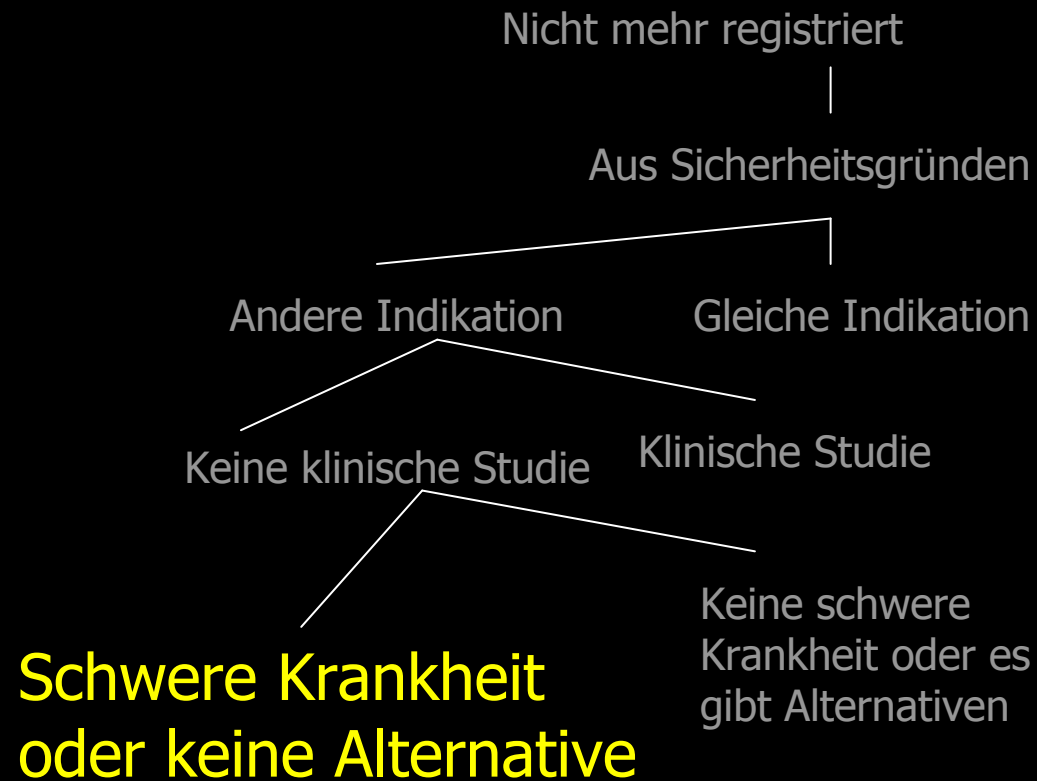 Nicht mehr registriert
Aus Sicherheitsgründen
Andere Indikation
Gleiche Indikation
Keine klinische Studie
Klinische Studie
Schwere Krankheit
oder keine Alternative
Keine schwere
Krankheit oder es
gibt Alternativen